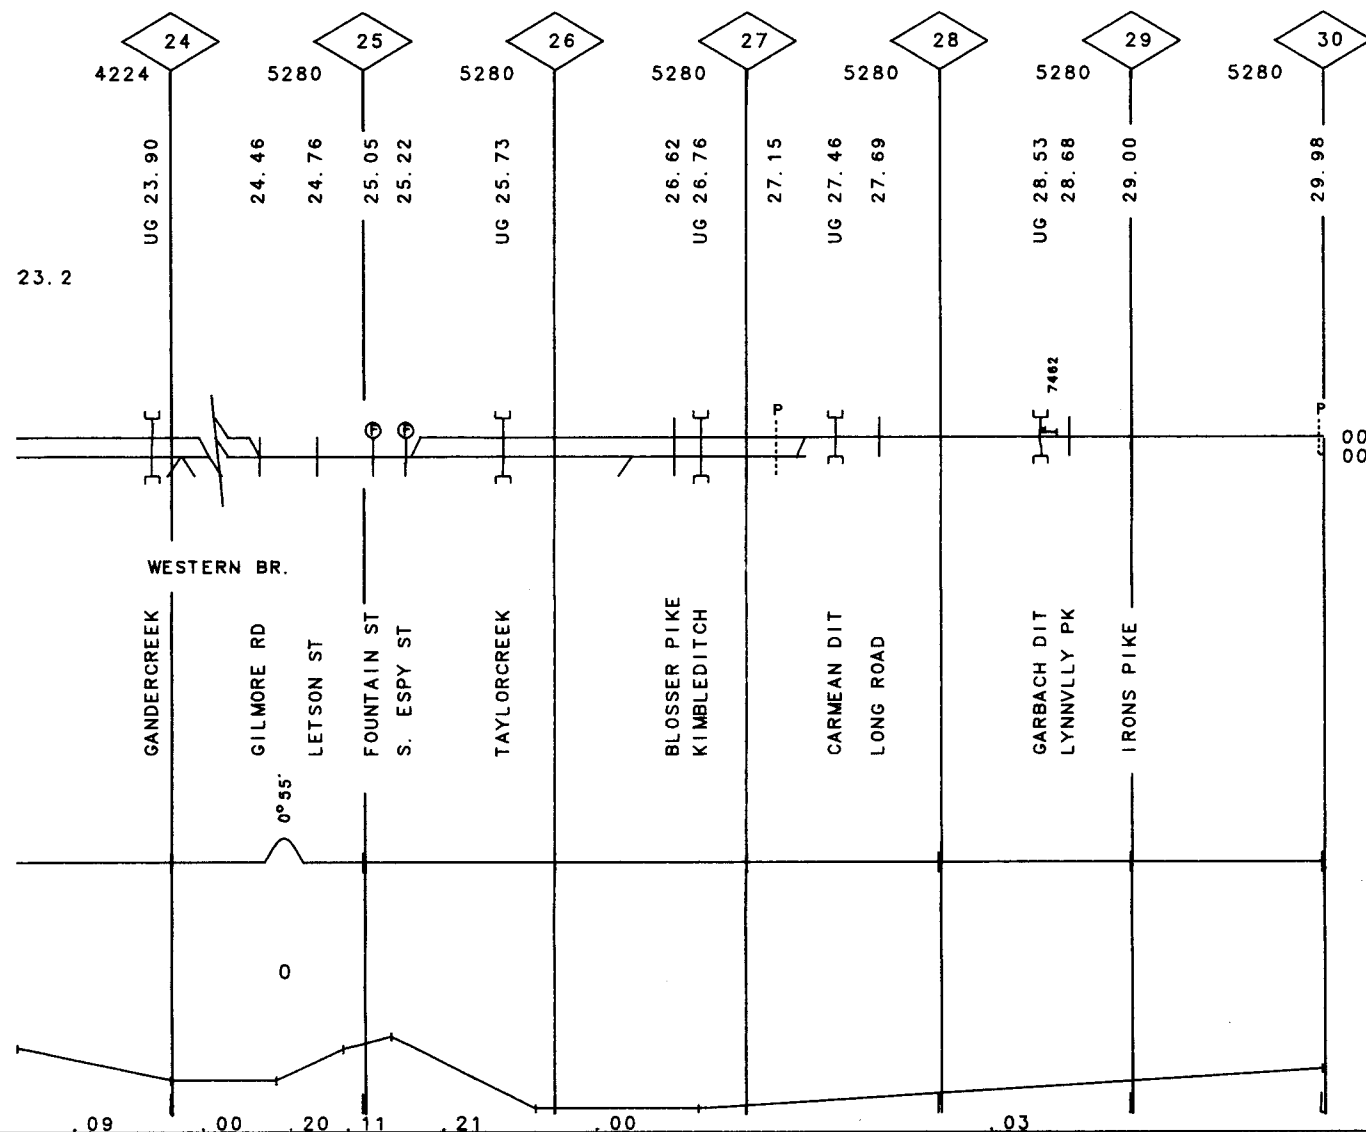 24 25 26 27 28 29 30
4224 5280 5280 5280 5280 5280 5280
UG 23.90
24.46
24.76
25.05
25.22
UG 25.73
26.62
UG 26.76
27.15
UG 27.46
27.69
UG 28.53
28.68
29.00
29.98
23.2
7462
P
P
F
F
00
00
WESTERN BR.
GANDERCREEK
GILMORE RD
LETSON ST
FOUNTAIN ST
S. ESPY ST
TAYLORCREEK
BLOSSER PIKE
KIMBLEDITCH
CARMEAN DIT
LONG ROAD
GARBACH DIT
LYNNVLLY PK
IRONS PIKE
0°55'
0
.09 .00 .20 .11 .21 .00 .03